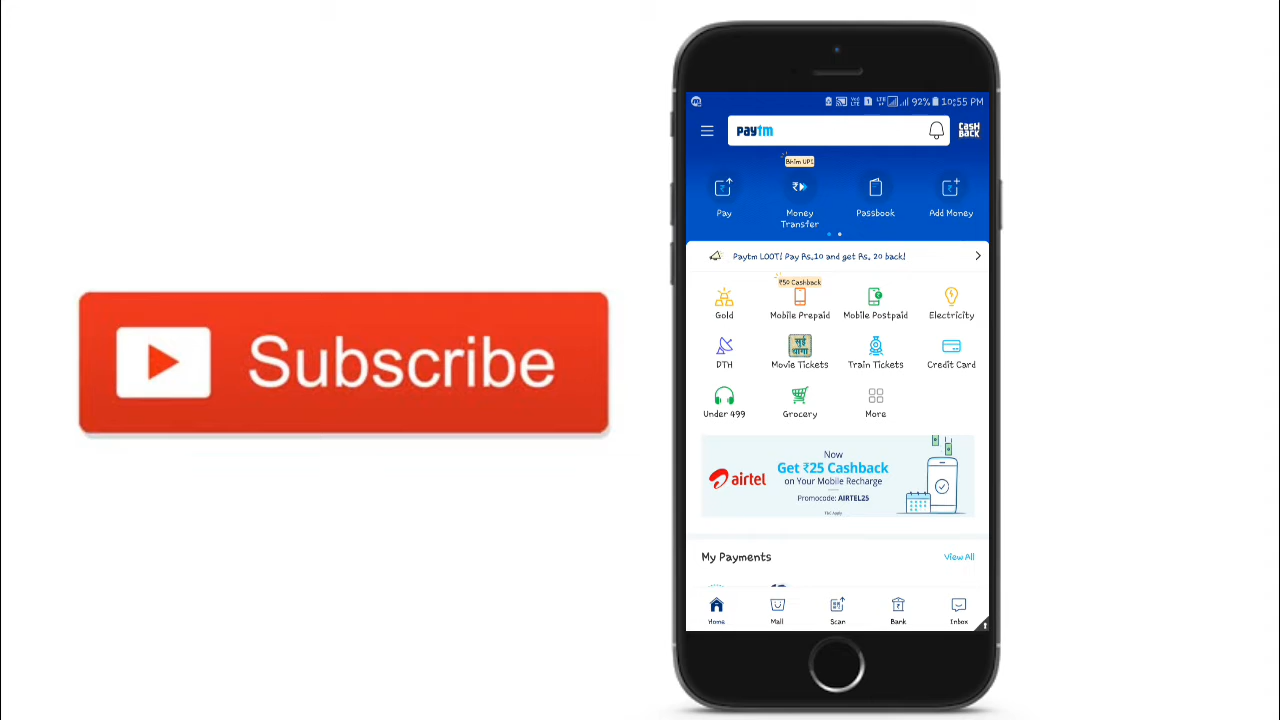 Subscribe
92% 10:55 PM
paytm
CASH
BACK
BHIM UPI
Pay
Money
Transfer
Passbook
Add Money
Paytm LOOT! Pay Rs.10 and get Rs. 20 back!
₹50 Cashback
Gold
Mobile Prepaid
Mobile Postpaid
Electricity
सुई
धागा
DTH
Movie Tickets
Train Tickets
Credit Card
Under 499
Grocery
More
airtel
Now
Get ₹25 Cashback
on Your Mobile Recharge
Promocode: AIRTEL25
T&C Apply
My Payments
View All
Home
Mall
Scan
Bank
Inbox